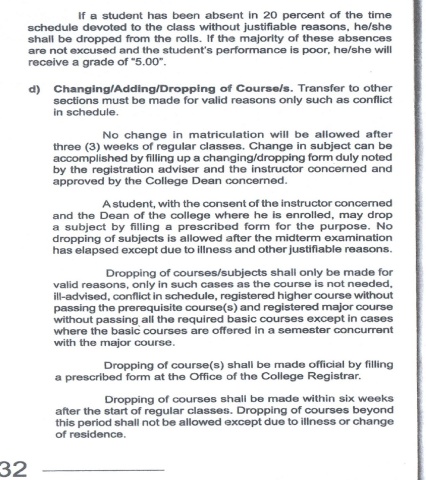 If a student has been absent in 20 percent of the time
schedule devoted to the class without justifiable reasons, he/she
shall be dropped from the rolls. If the majority of these absences
are not excused and the student's performance is poor, he/she will
receive a grade of "5.00".
d) Changing/Adding/Dropping of Course/s. Transfer to other
sections must be made for valid reasons only such as conflict
in schedule.
No change in matriculation will be allowed after
three (3) weeks of regular classes. Change in subject can be
accomplished by filling up a changing/dropping form duly noted
by the registration adviser and the instructor concerned and
approved by the College Dean concerned.
A student, with the consent of the instructor concerned
and the Dean of the college where he is enrolled, may drop
a subject by filling a prescribed form for the purpose. No
dropping of subjects is allowed after the midterm examination
has elapsed except due to illness and other justifiable reasons.
Dropping of courses/subjects shall only be made for
valid reasons, only in such cases as the course is not needed,
ill-advised, conflict in schedule, registered higher course without
passing the prerequisite course(s) and registered major course
without passing all the required basic courses except in cases
where the basic courses are offered in a semester concurrent
with the major course.
Dropping of course(s) shall be made official by filling
a prescribed form at the Office of the College Registrar.
Dropping of courses shall be made within six weeks
after the start of regular classes. Dropping of courses beyond
this period shall not be allowed except due to illness or change
of residence.
32